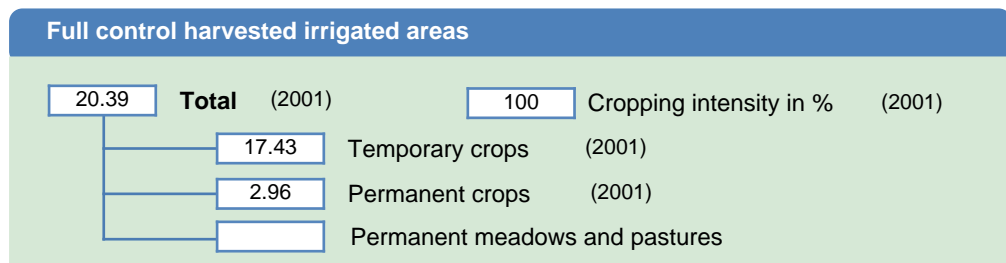 Full control harvested irrigated areas
20.39 Total (2001) 100 Cropping intensity in % (2001)
17.43 Temporary crops (2001)
2.96 Permanent crops (2001)
Permanent meadows and pastures